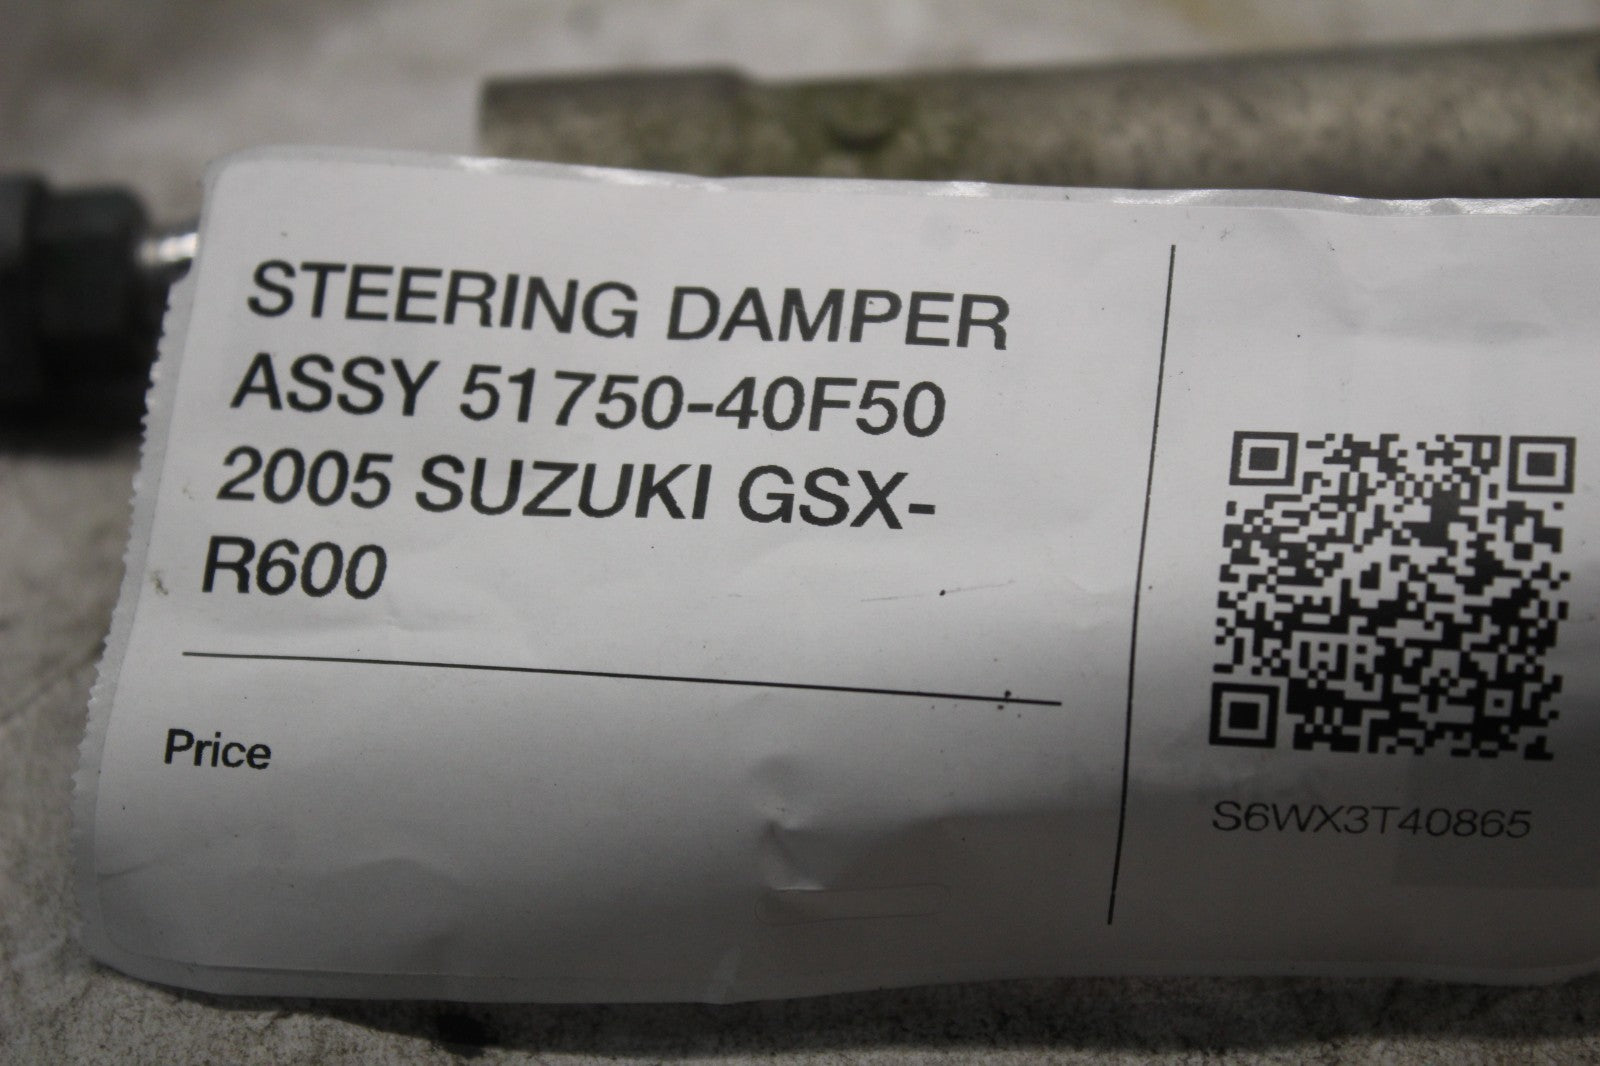 STEERING DAMPER
ASSY 51750-40F50
2005 SUZUKI GSX-
R600
Price
S6WX3T40865